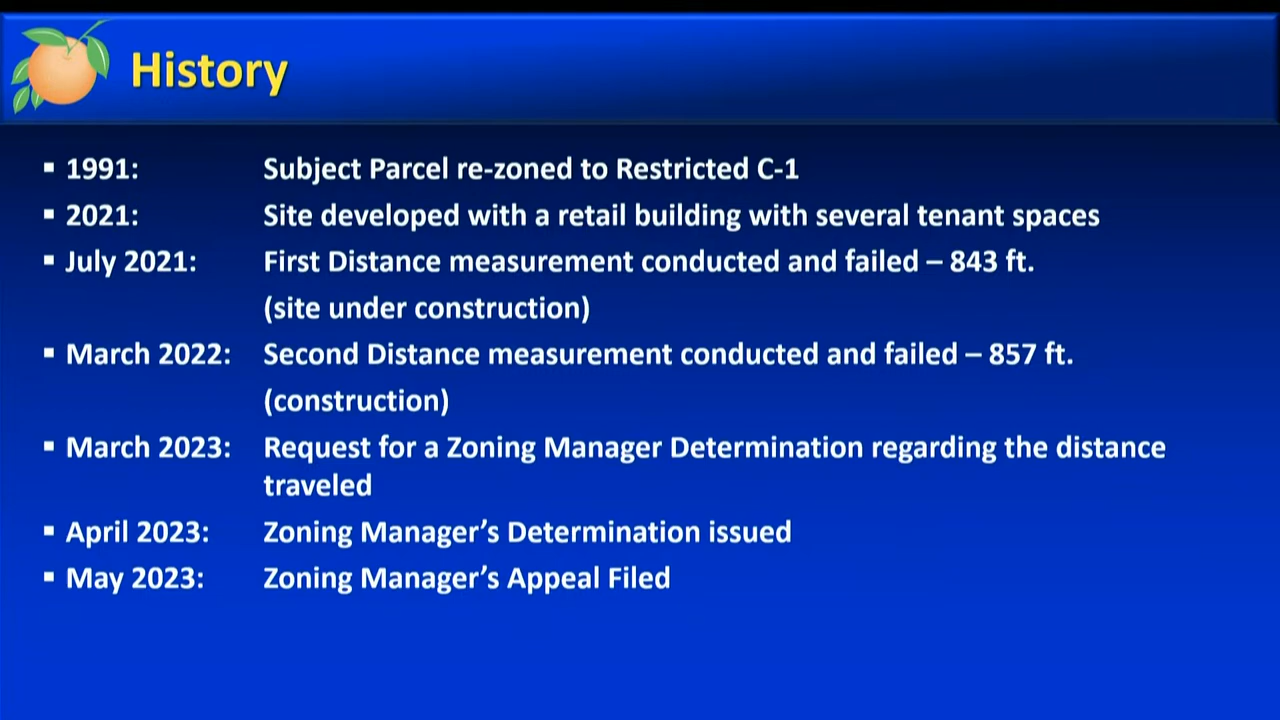 History
▪ 1991: Subject Parcel re-zoned to Restricted C-1
▪ 2021: Site developed with a retail building with several tenant spaces
▪ July 2021: First Distance measurement conducted and failed – 843 ft.
(site under construction)
▪ March 2022: Second Distance measurement conducted and failed – 857 ft.
(construction)
▪ March 2023: Request for a Zoning Manager Determination regarding the distance
traveled
▪ April 2023: Zoning Manager’s Determination issued
▪ May 2023: Zoning Manager’s Appeal Filed